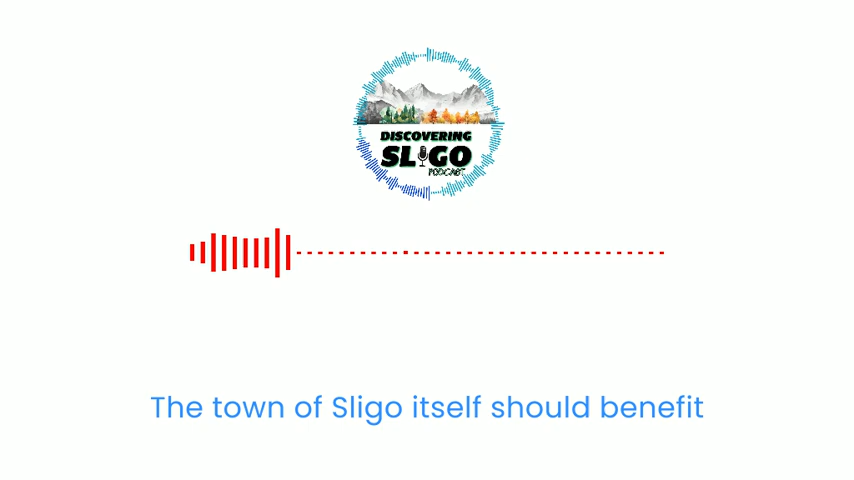 DISCOVERING
SLIGO
PODCAST
The town of Sligo itself should benefit